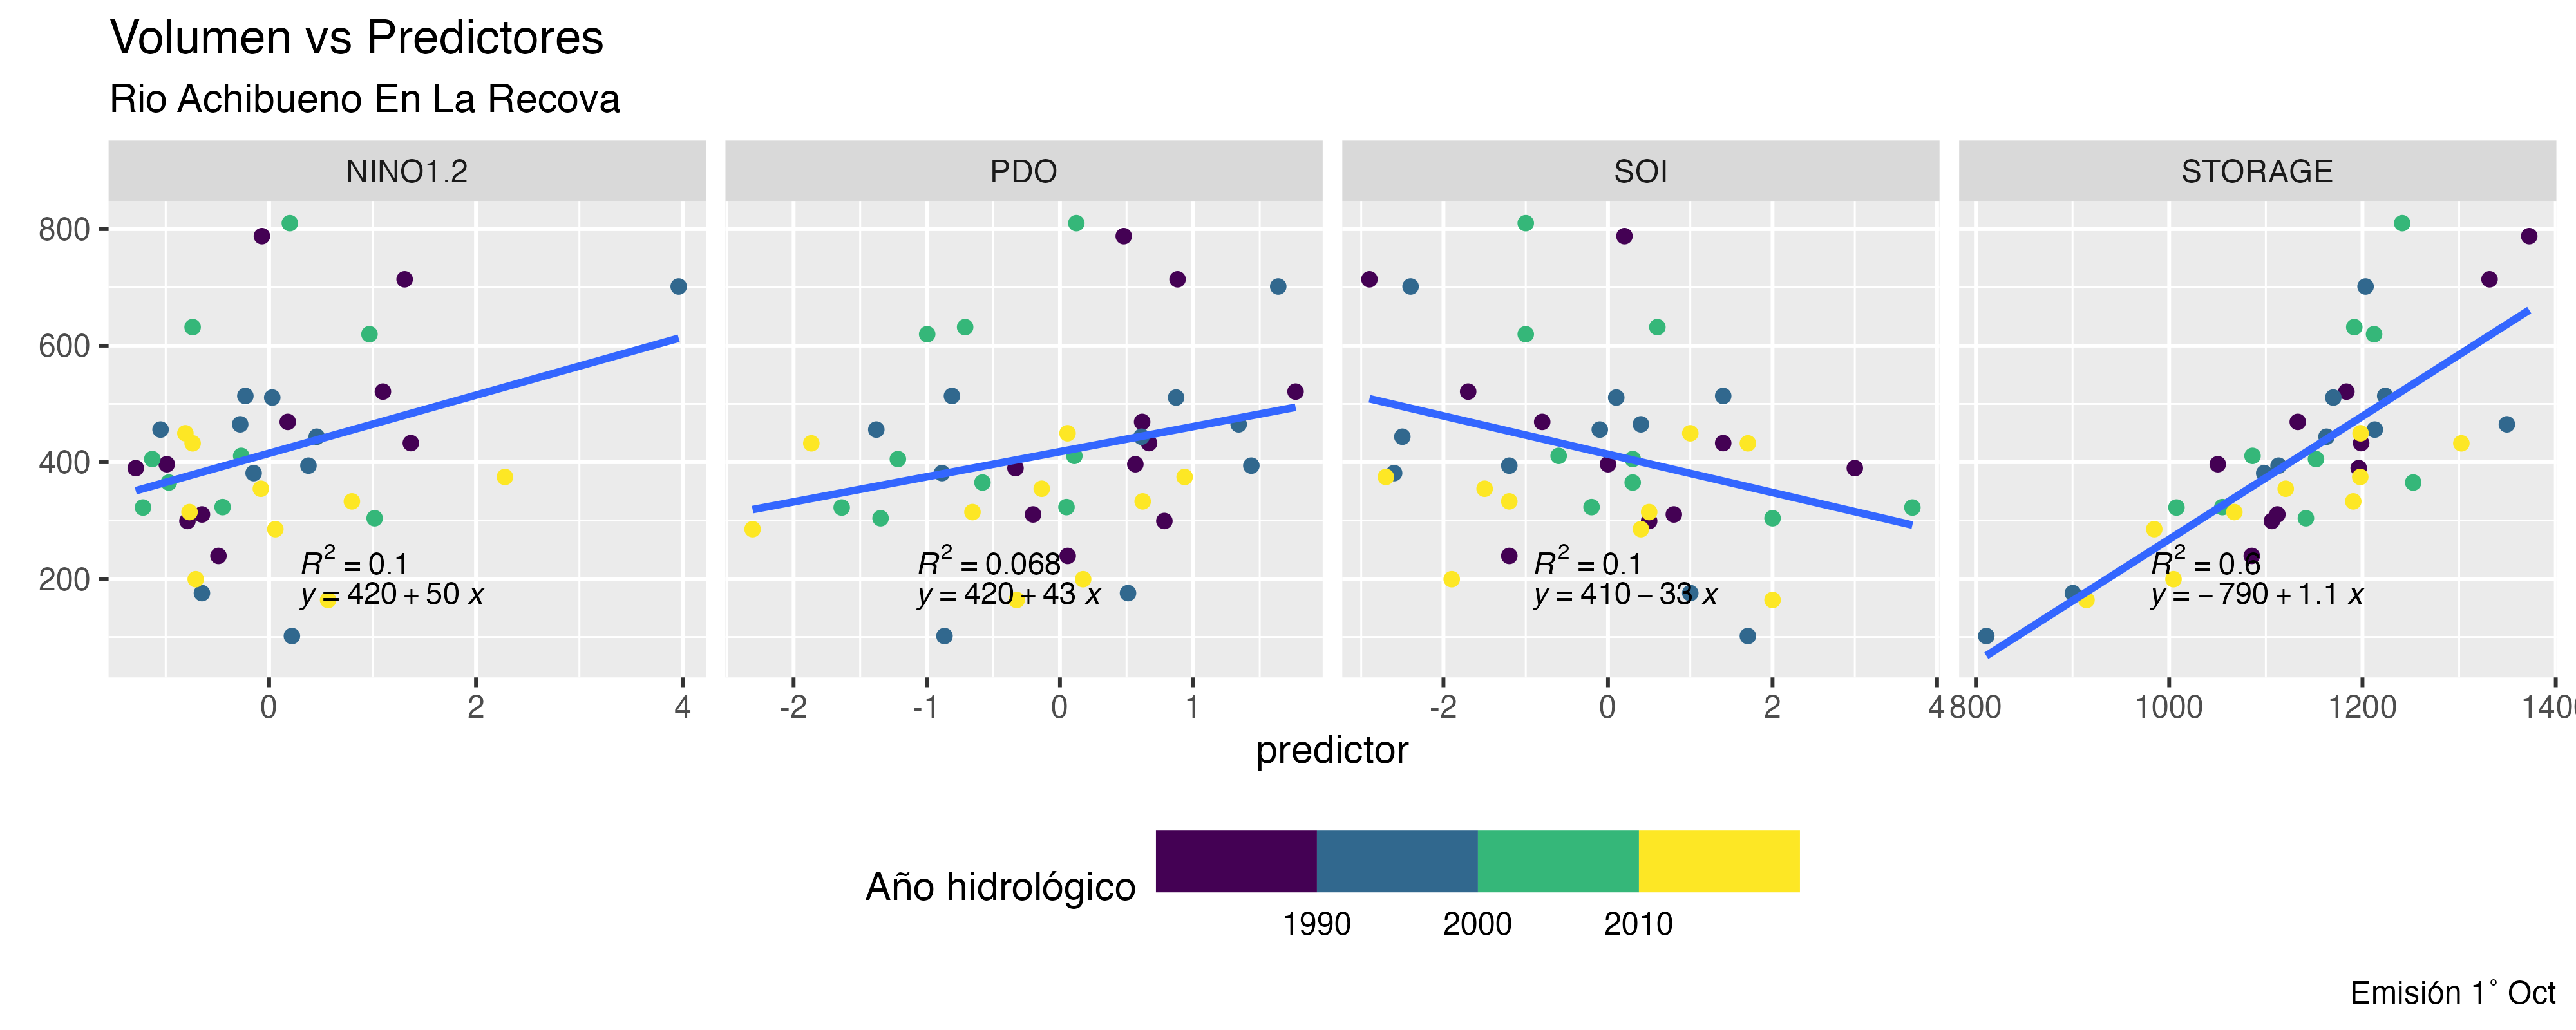 Volumen vs Predictores
Rio Achibueno En La Recova
NINO1.2 PDO SOI STORAGE
800
600
400
200
R² = 0.1
y = 420 + 50 x
R² = 0.068
y = 420 + 43 x
R² = 0.1
y = 410 − 33 x
R² = 0.6
y = − 790 + 1.1 x
0 2 4 -2 -1 0 1 -2 0 2 4 800 1000 1200 140
predictor
Año hidrológico
1990 2000 2010
Emisión 1° Oct